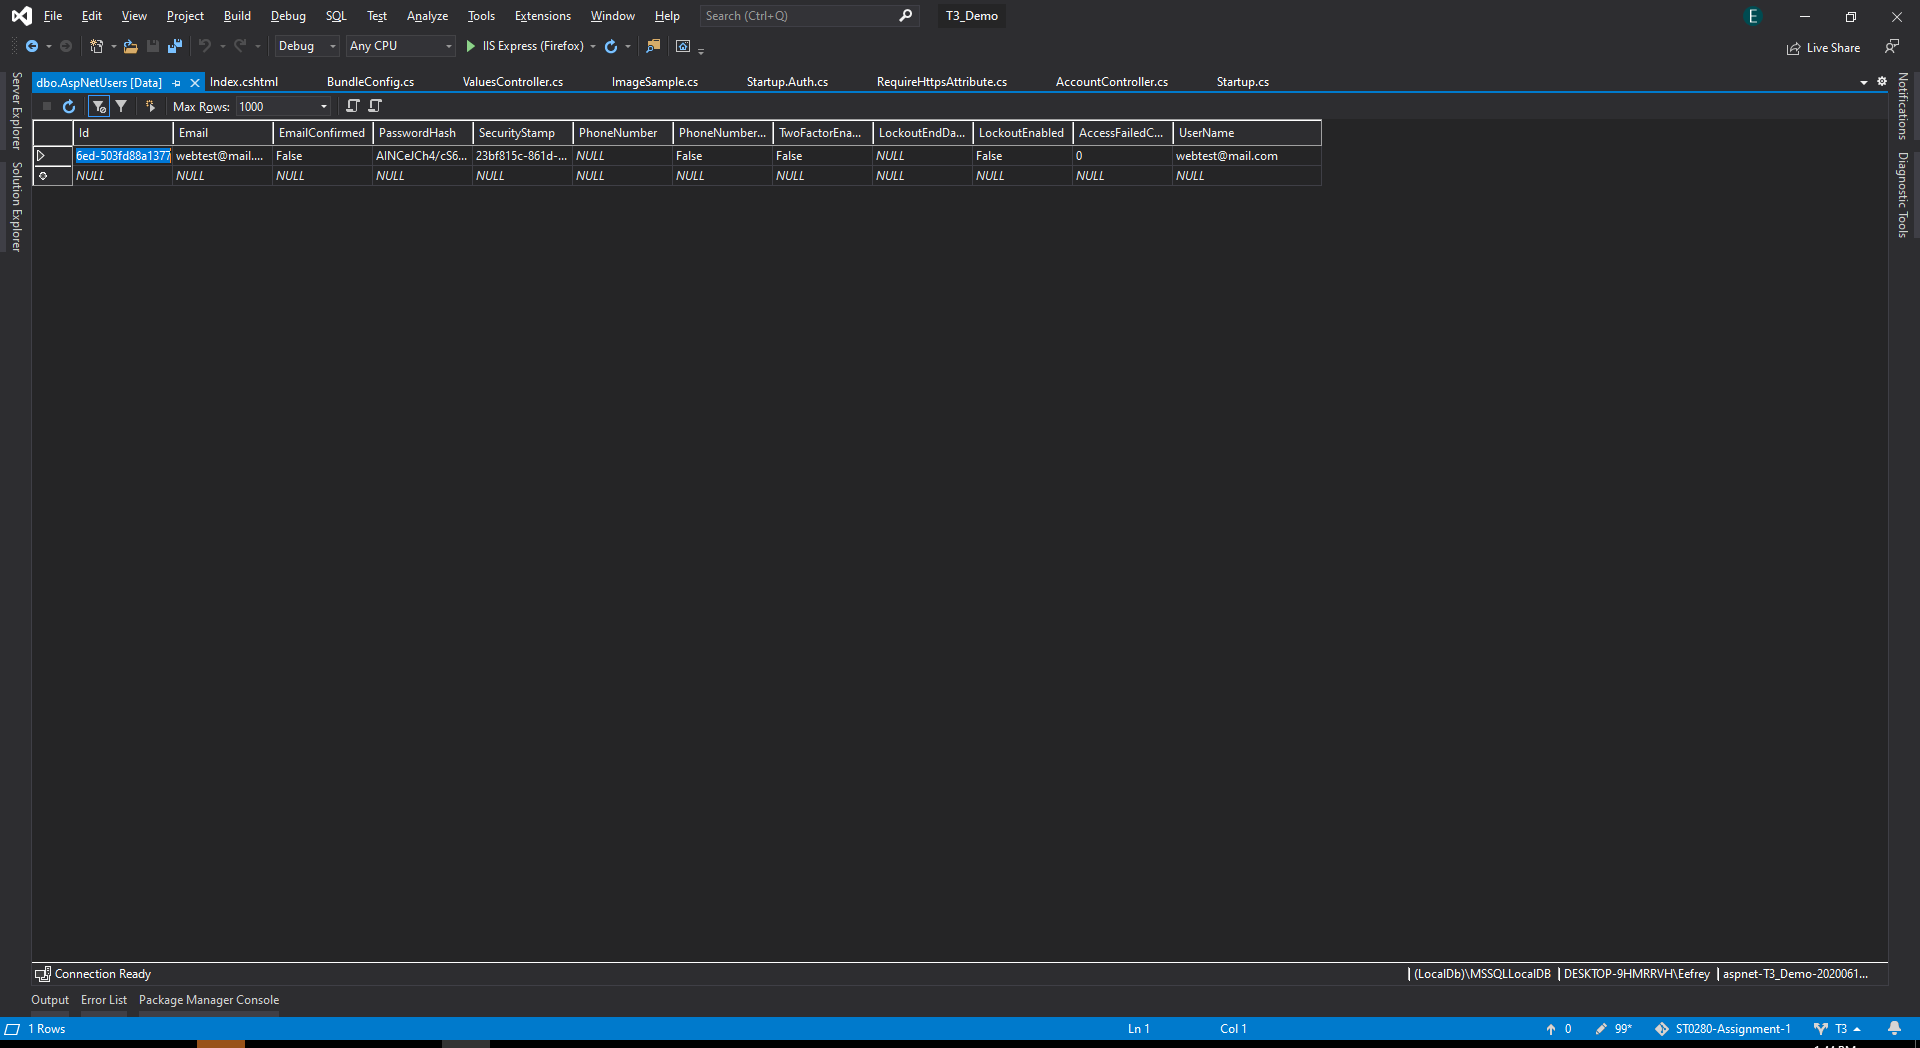 File Edit View Project Build Debug SQL Test Analyze Tools Extensions Window Help Search (Ctrl+Q) T3_Demo E
Debug Any CPU IIS Express (Firefox) Live Share
dbo.AspNetUsers [Data] Index.cshtml BundleConfig.cs ValuesController.cs ImageSample.cs Startup.Auth.cs RequireHttpsAttribute.cs AccountController.cs Startup.cs
Server Explorer
Solution Explorer
Notifications
Diagnostic Tools
Max Rows: 1000
Id Email EmailConfirmed PasswordHash SecurityStamp PhoneNumber PhoneNumber... TwoFactorEna... LockoutEndDa... LockoutEnabled AccessFailedC... UserName
6ed-503fd88a1377 webtest@mail.... False AINCeJCh4/cS6... 23bf815c-861d-... NULL False False NULL False 0 webtest@mail.com
NULL NULL NULL NULL NULL NULL NULL NULL NULL NULL NULL NULL
Connection Ready (LocalDb)\MSSQLLocalDB DESKTOP-9HMRRVH\Eefrey aspnet-T3_Demo-2020061...
Output Error List Package Manager Console
1 Rows Ln 1 Col 1 0 99* ST0280-Assignment-1 T3